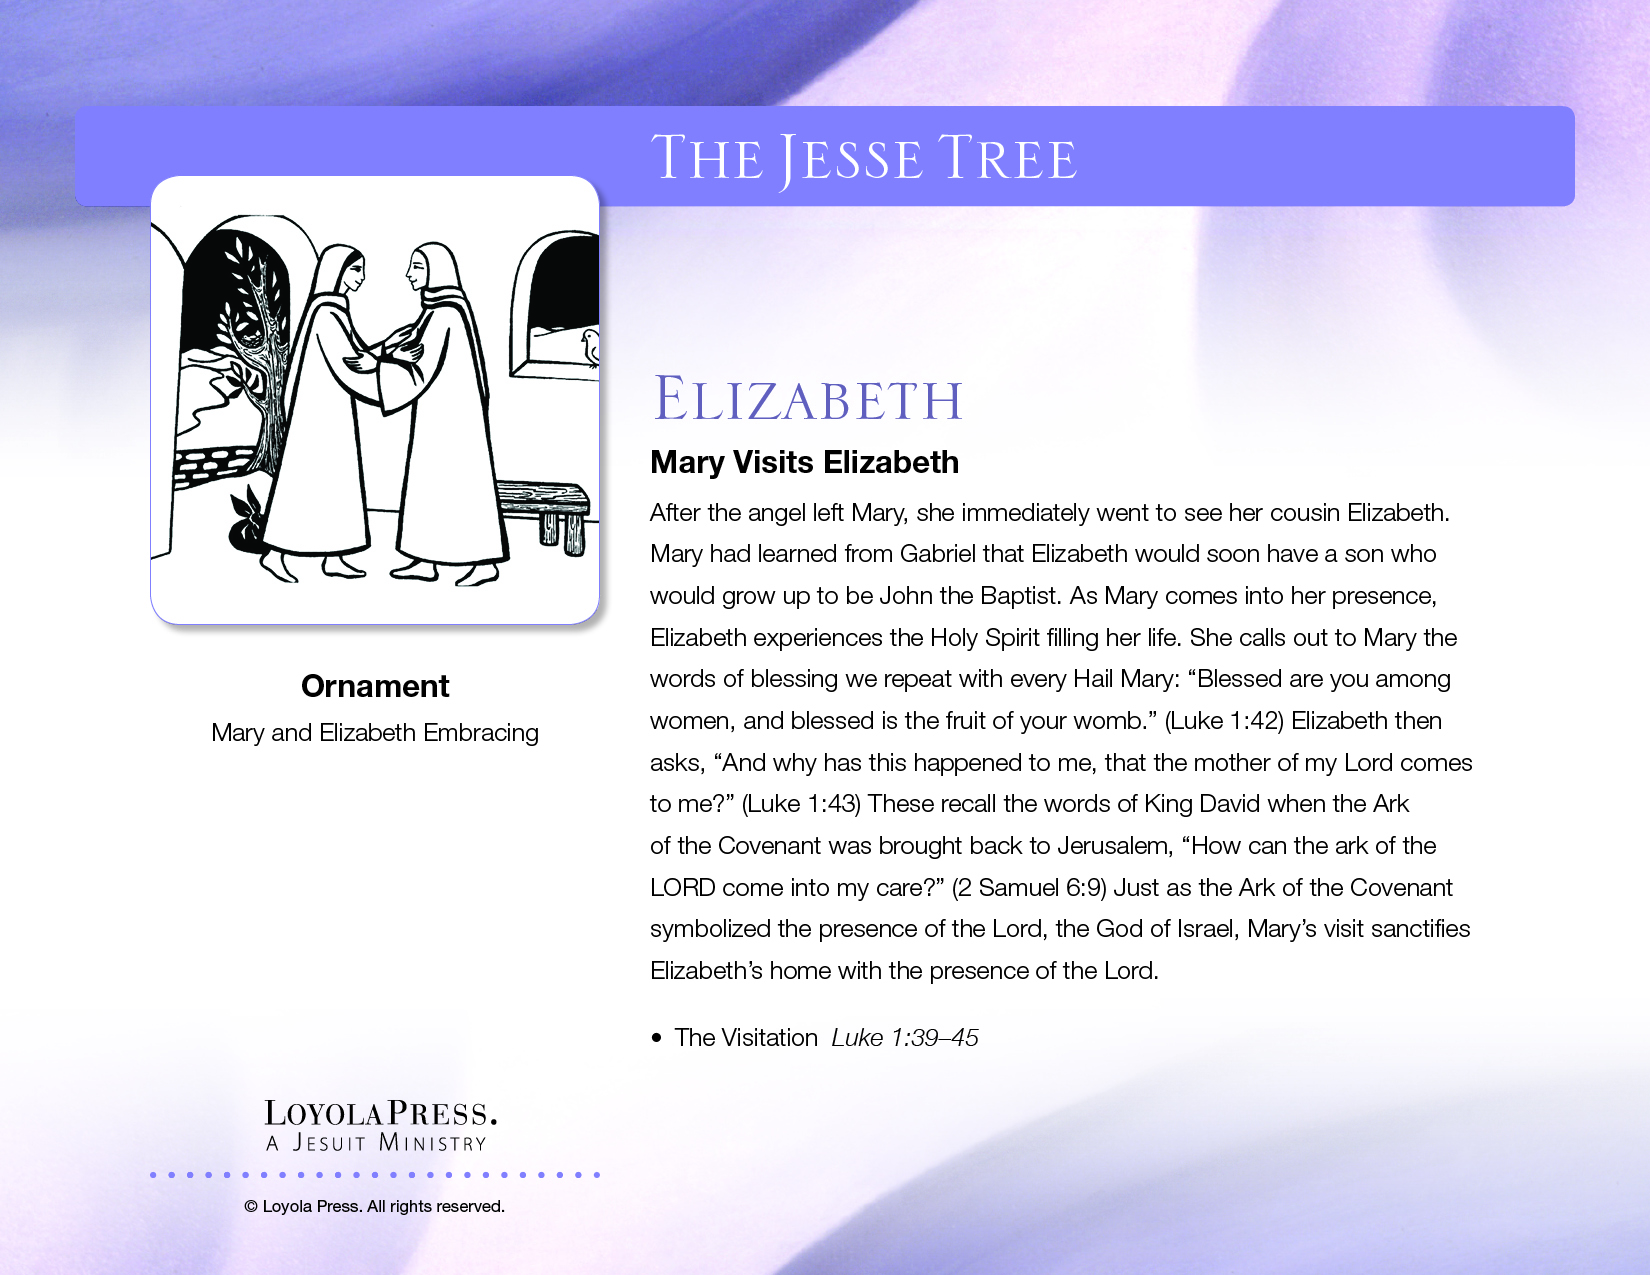 THE JESSE TREE
Ornament
Mary and Elizabeth Embracing
ELIZABETH
Mary Visits Elizabeth
After the angel left Mary, she immediately went to see her cousin Elizabeth.
Mary had learned from Gabriel that Elizabeth would soon have a son who
would grow up to be John the Baptist. As Mary comes into her presence,
Elizabeth experiences the Holy Spirit filling her life. She calls out to Mary the
words of blessing we repeat with every Hail Mary: “Blessed are you among
women, and blessed is the fruit of your womb.” (Luke 1:42) Elizabeth then
asks, “And why has this happened to me, that the mother of my Lord comes
to me?” (Luke 1:43) These recall the words of King David when the Ark
of the Covenant was brought back to Jerusalem, “How can the ark of the
LORD come into my care?” (2 Samuel 6:9) Just as the Ark of the Covenant
symbolized the presence of the Lord, the God of Israel, Mary’s visit sanctifies
Elizabeth’s home with the presence of the Lord.
• The Visitation Luke 1:39–45
LOYOLAPRESS.
A JESUIT MINISTRY
© Loyola Press. All rights reserved.